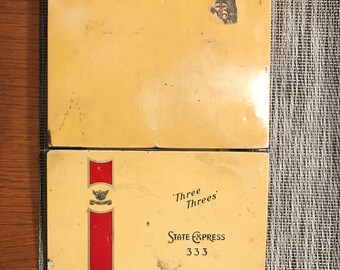 'Three
Threes'
STATE EXPRESS
333